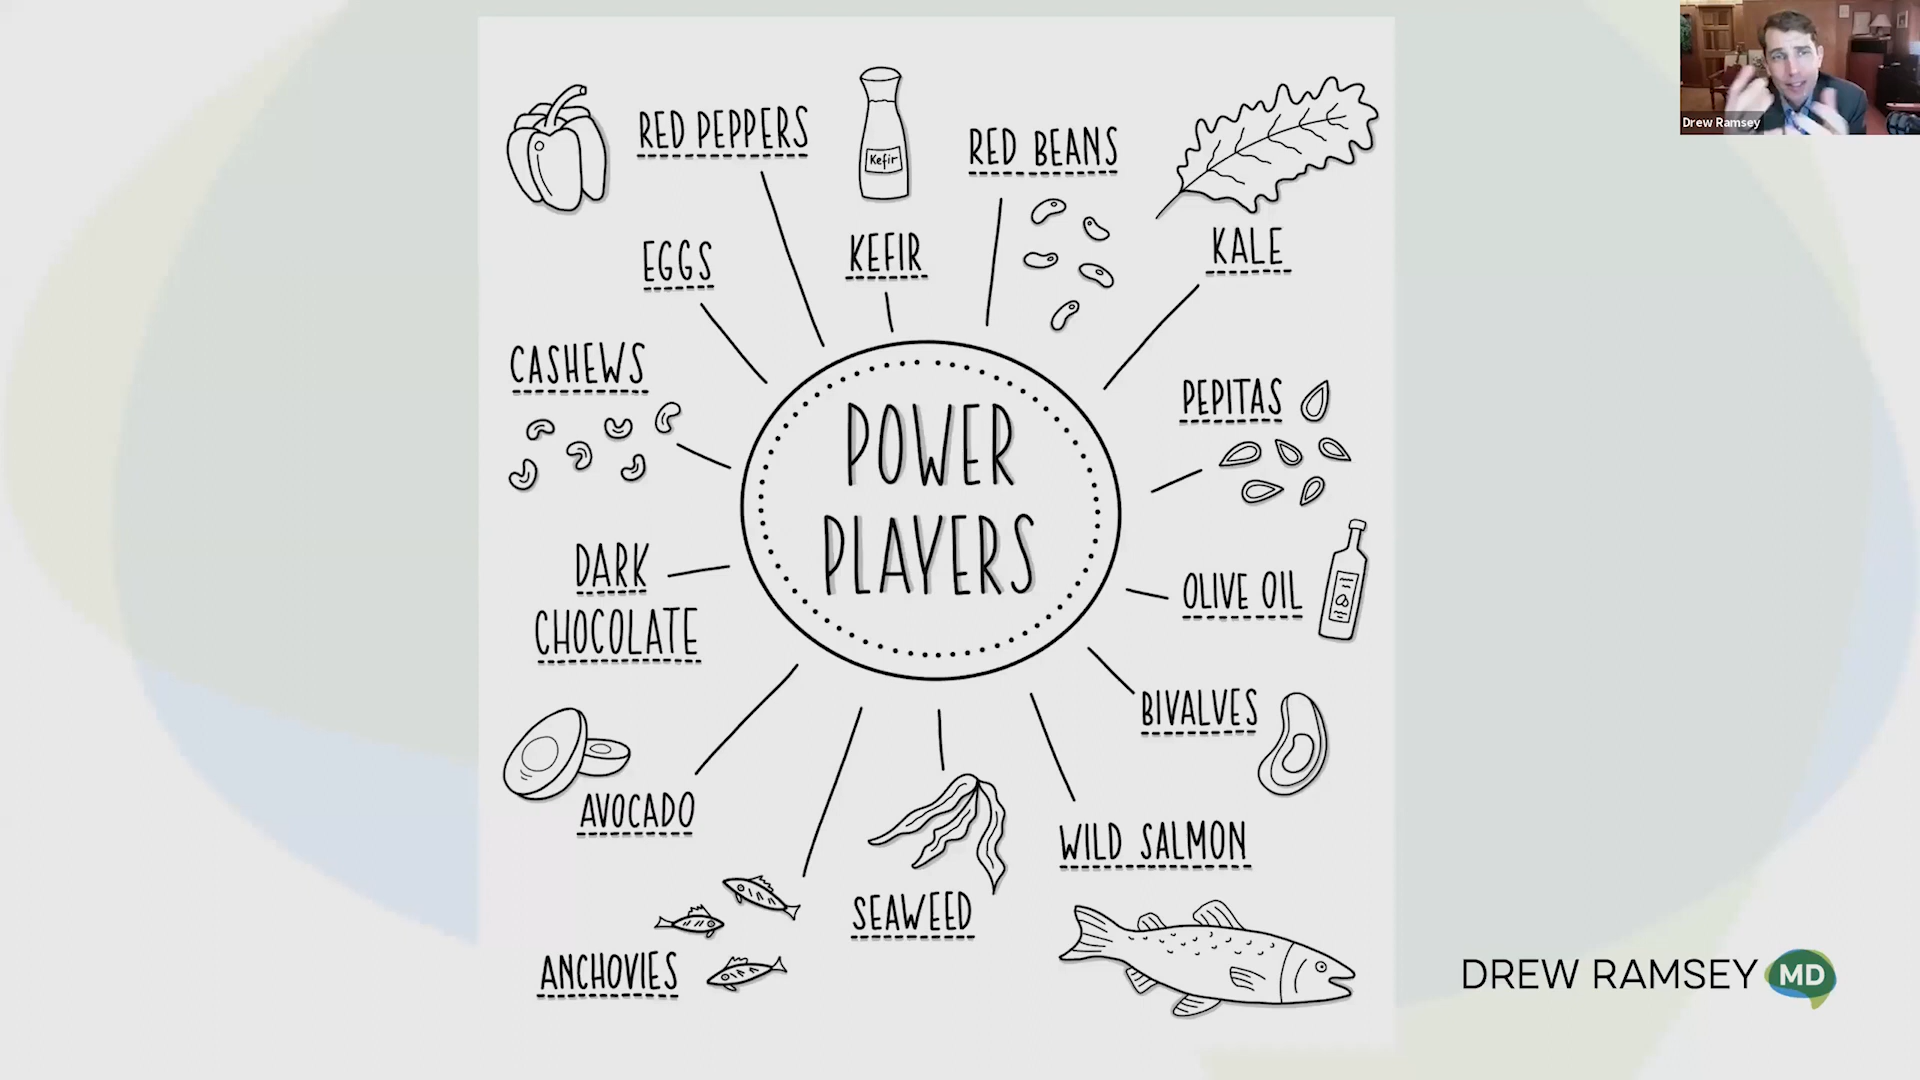 Drew Ramsey
RED PEPPERS
Kefir
RED BEANS
EGGS
KEFIR
KALE
CASHEWS
PEPITAS
POWER
PLAYERS
DARK
CHOCOLATE
OLIVE OIL
BIVALVES
AVOCADO
WILD SALMON
SEAWEED
ANCHOVIES
DREW RAMSEY MD